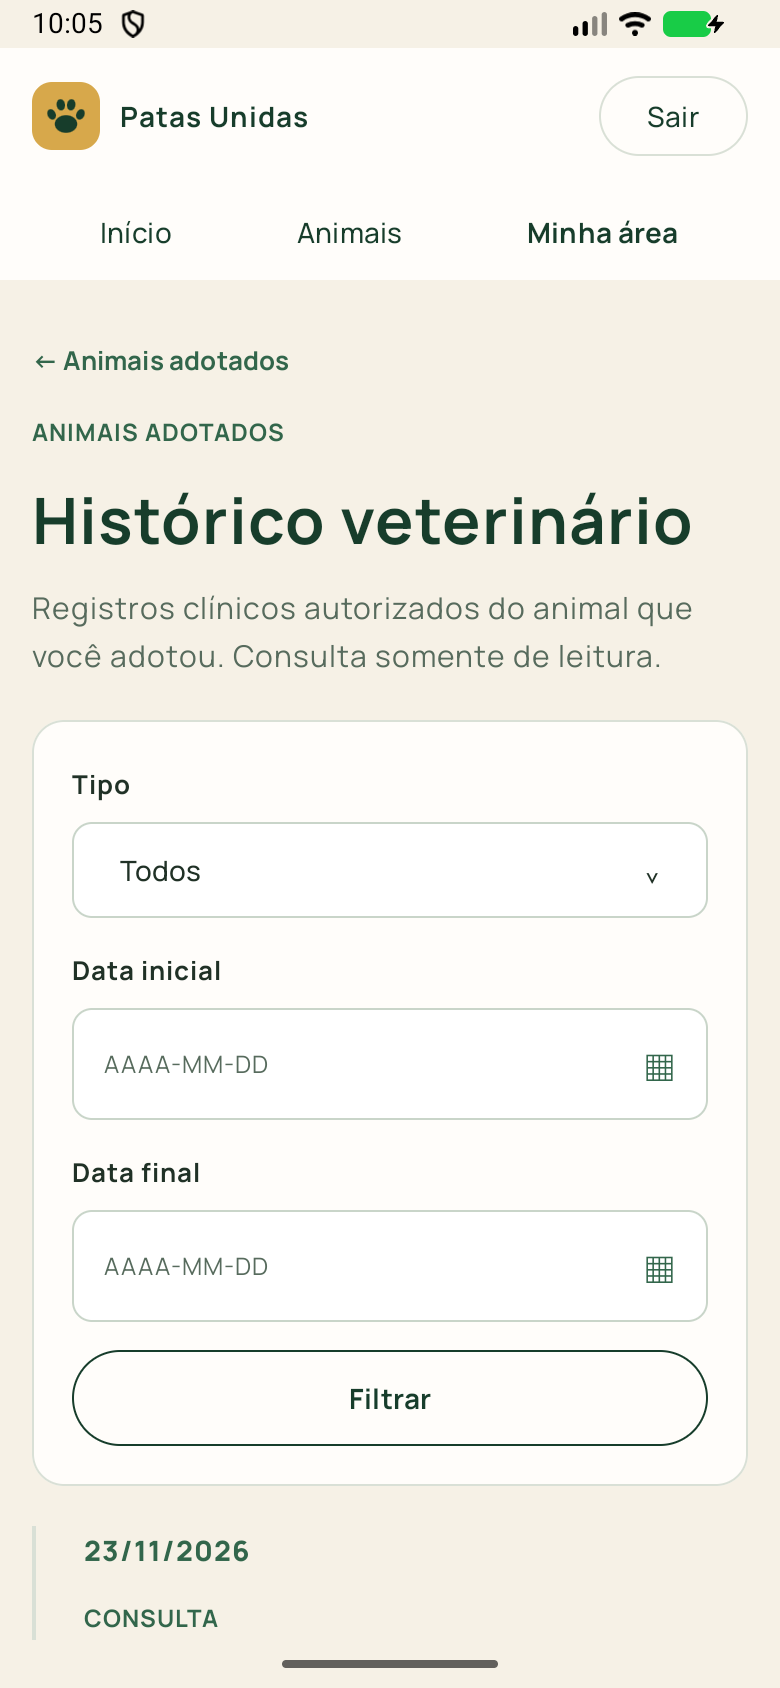 10:05
Patas Unidas
Sair
Início
Animais
Minha área
← Animais adotados
ANIMAIS ADOTADOS
Histórico veterinário
Registros clínicos autorizados do animal que
você adotou. Consulta somente de leitura.
Tipo
Todos
Data inicial
AAAA-MM-DD
Data final
AAAA-MM-DD
Filtrar
23/11/2026
CONSULTA